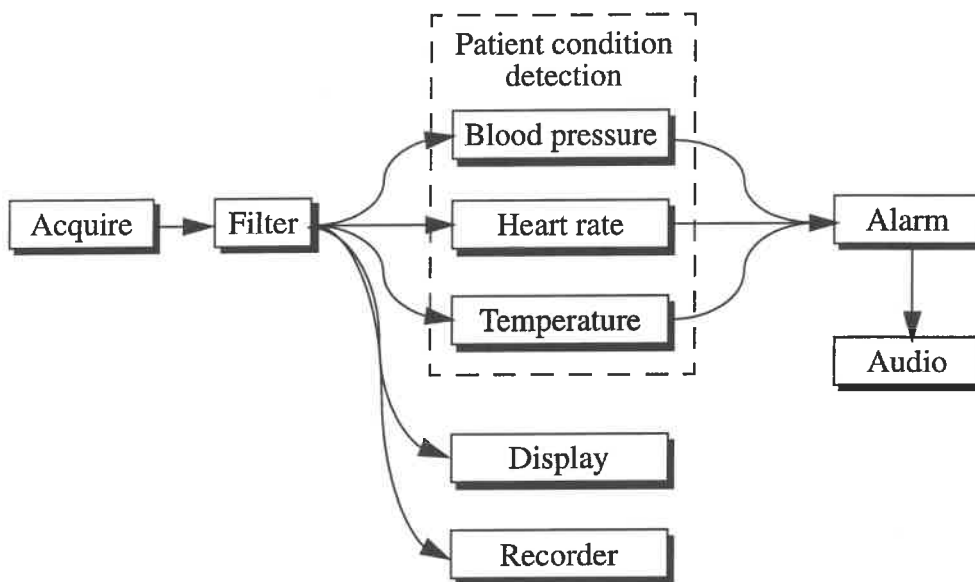 Patient condition
detection
Blood pressure
Acquire
Filter
Heart rate
Alarm
Temperature
Audio
Display
Recorder